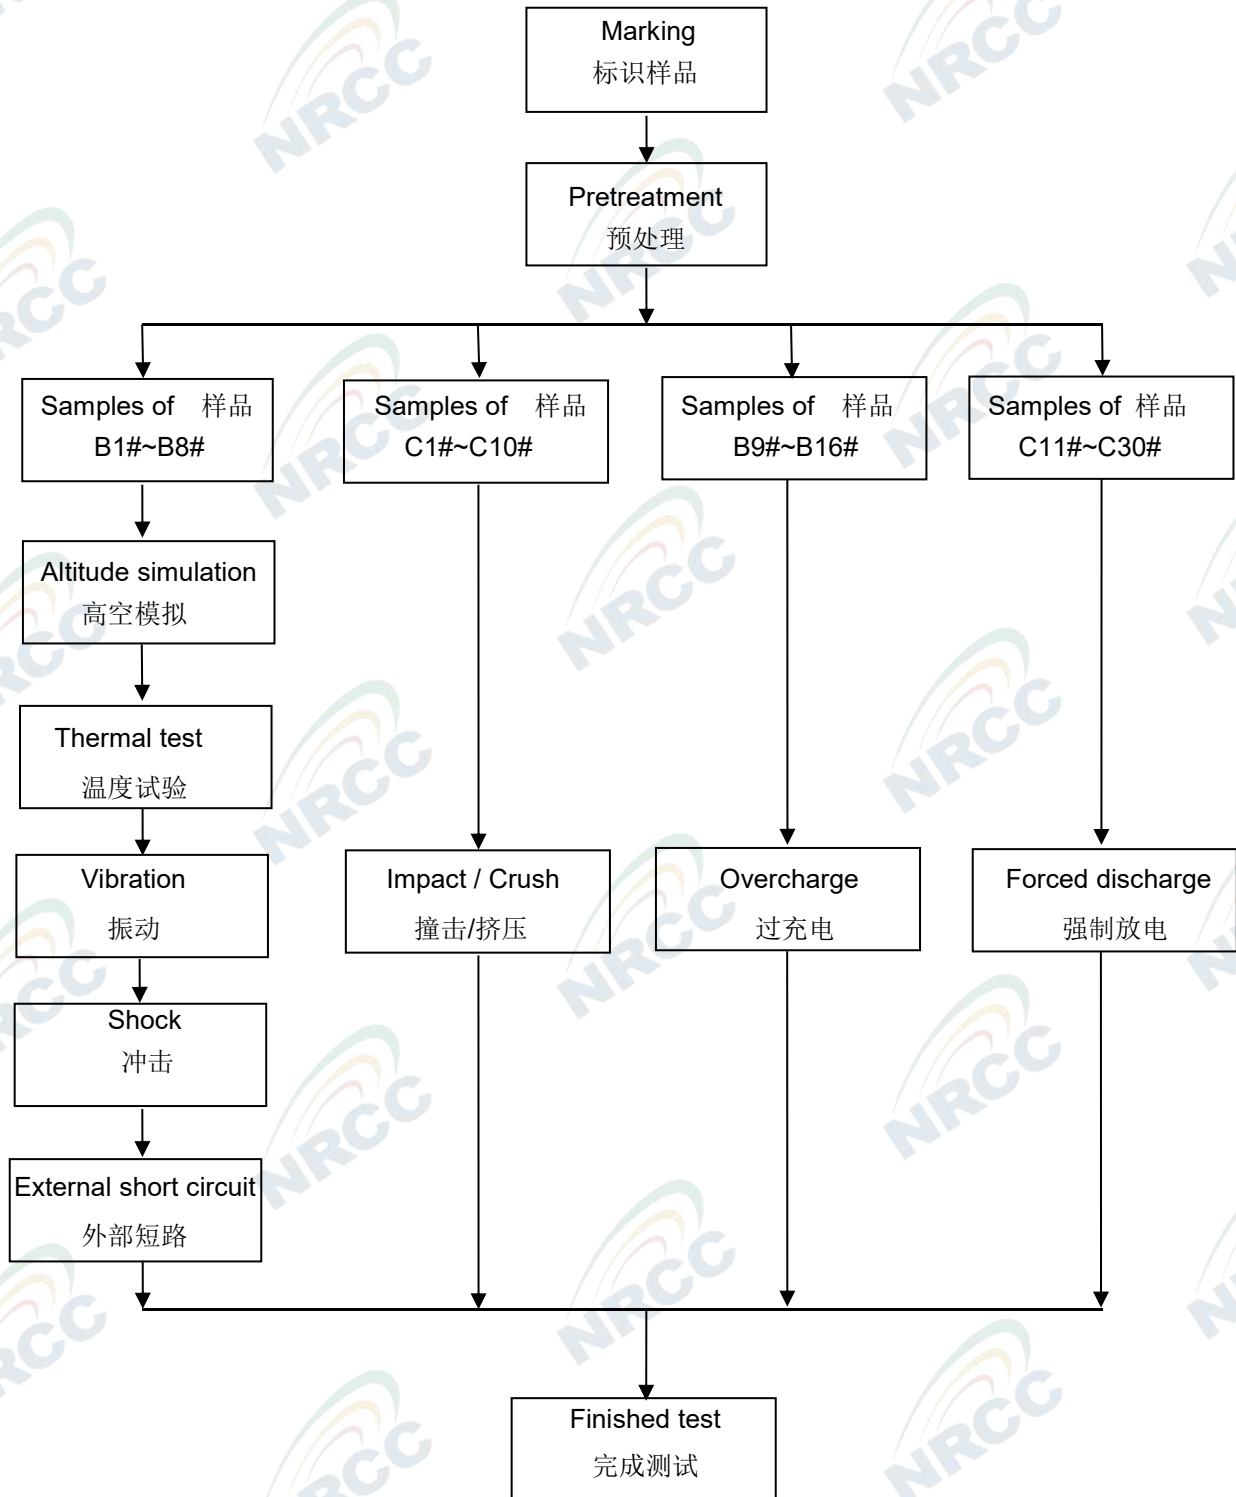 Marking
标识样品
Pretreatment
预处理
Samples of 样品
B1#~B8#
Samples of 样品
C1#~C10#
Samples of 样品
B9#~B16#
Samples of 样品
C11#~C30#
Altitude simulation
高空模拟
Thermal test
温度试验
Vibration
振动
Impact / Crush
撞击/挤压
Overcharge
过充电
Forced discharge
强制放电
Shock
冲击
External short circuit
外部短路
Finished test
完成测试
NRCC